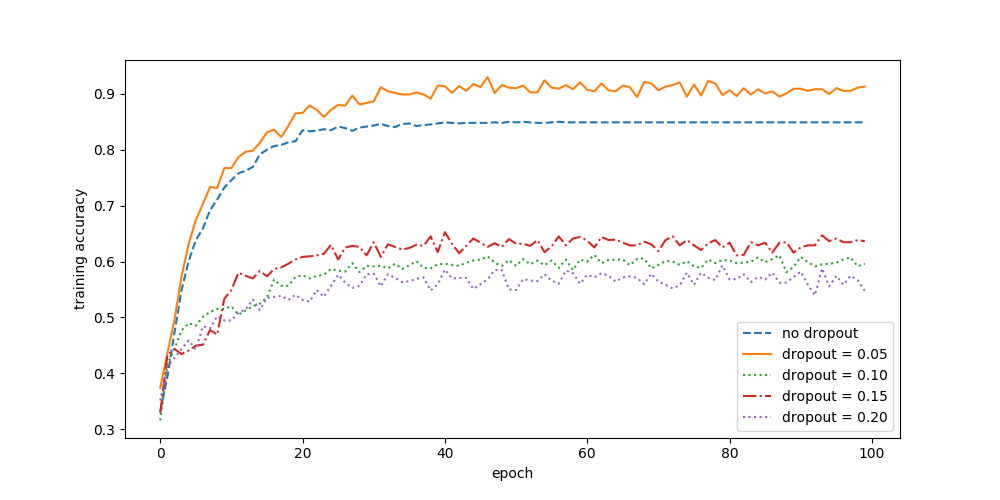 0.9
0.8
0.7
0.6
0.5
0.4
0.3
training accuracy
0
20
40
60
80
100
epoch
no dropout
dropout = 0.05
dropout = 0.10
dropout = 0.15
dropout = 0.20